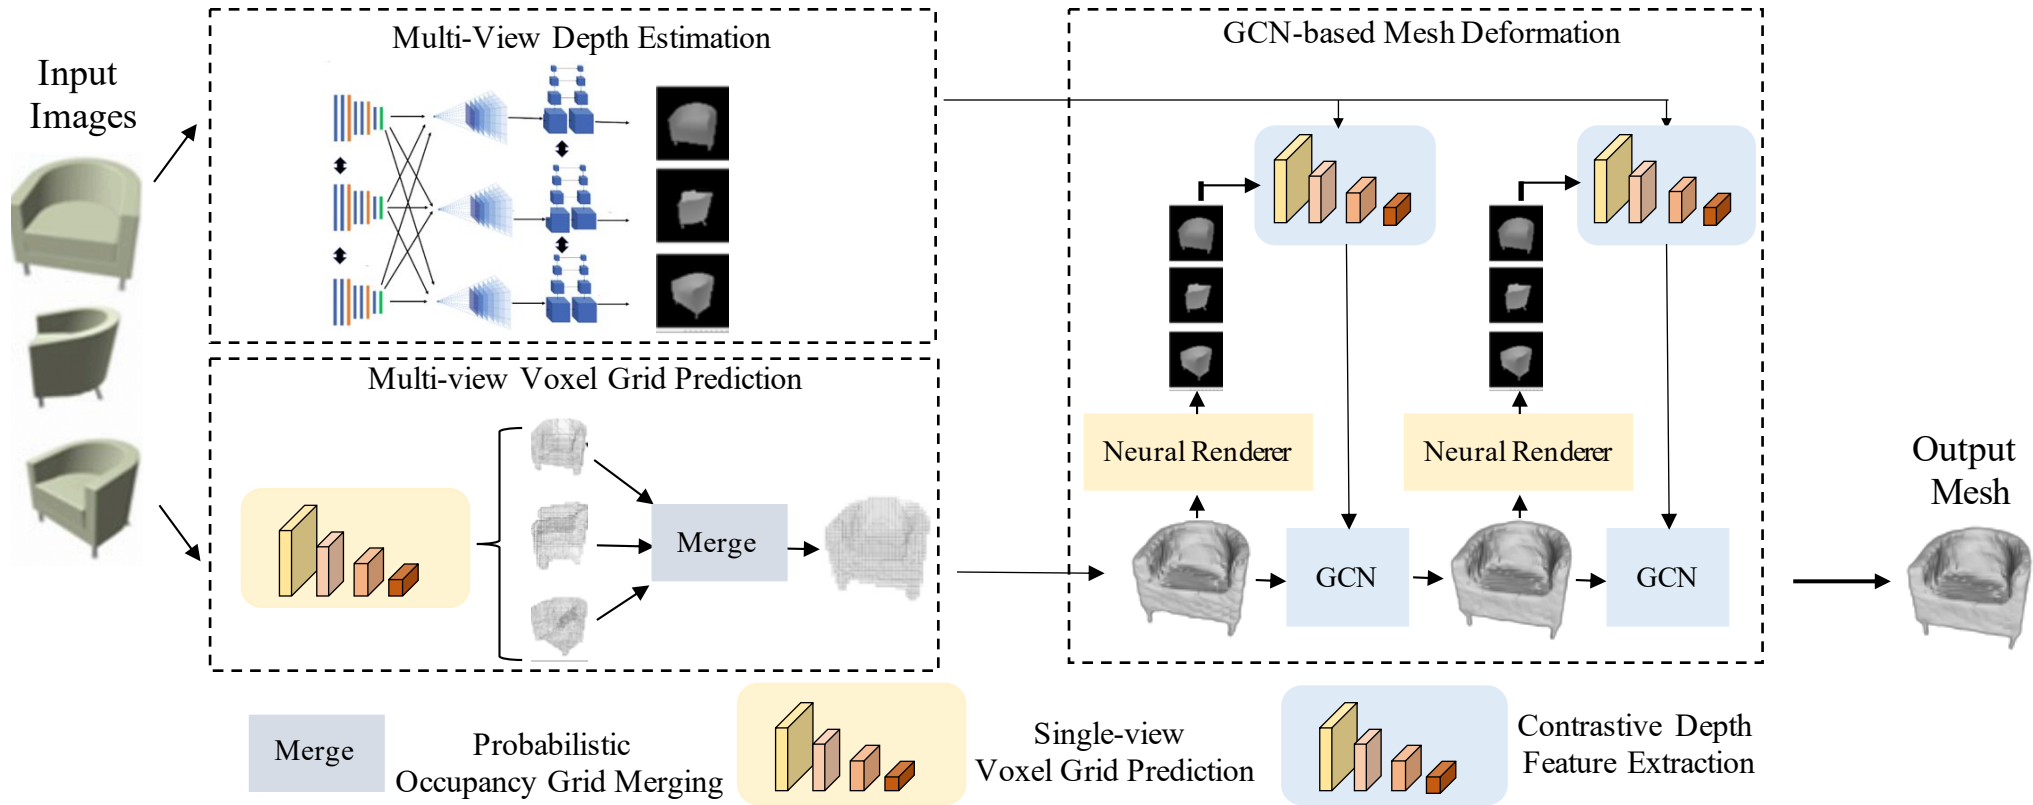 Input
Images
Multi-View Depth Estimation
Multi-view Voxel Grid Prediction
Merge
GCN-based Mesh Deformation
Neural Renderer
Neural Renderer
GCN
GCN
Output
Mesh
Merge
Probabilistic
Occupancy Grid Merging
Single-view
Voxel Grid Prediction
Contrastive Depth
Feature Extraction